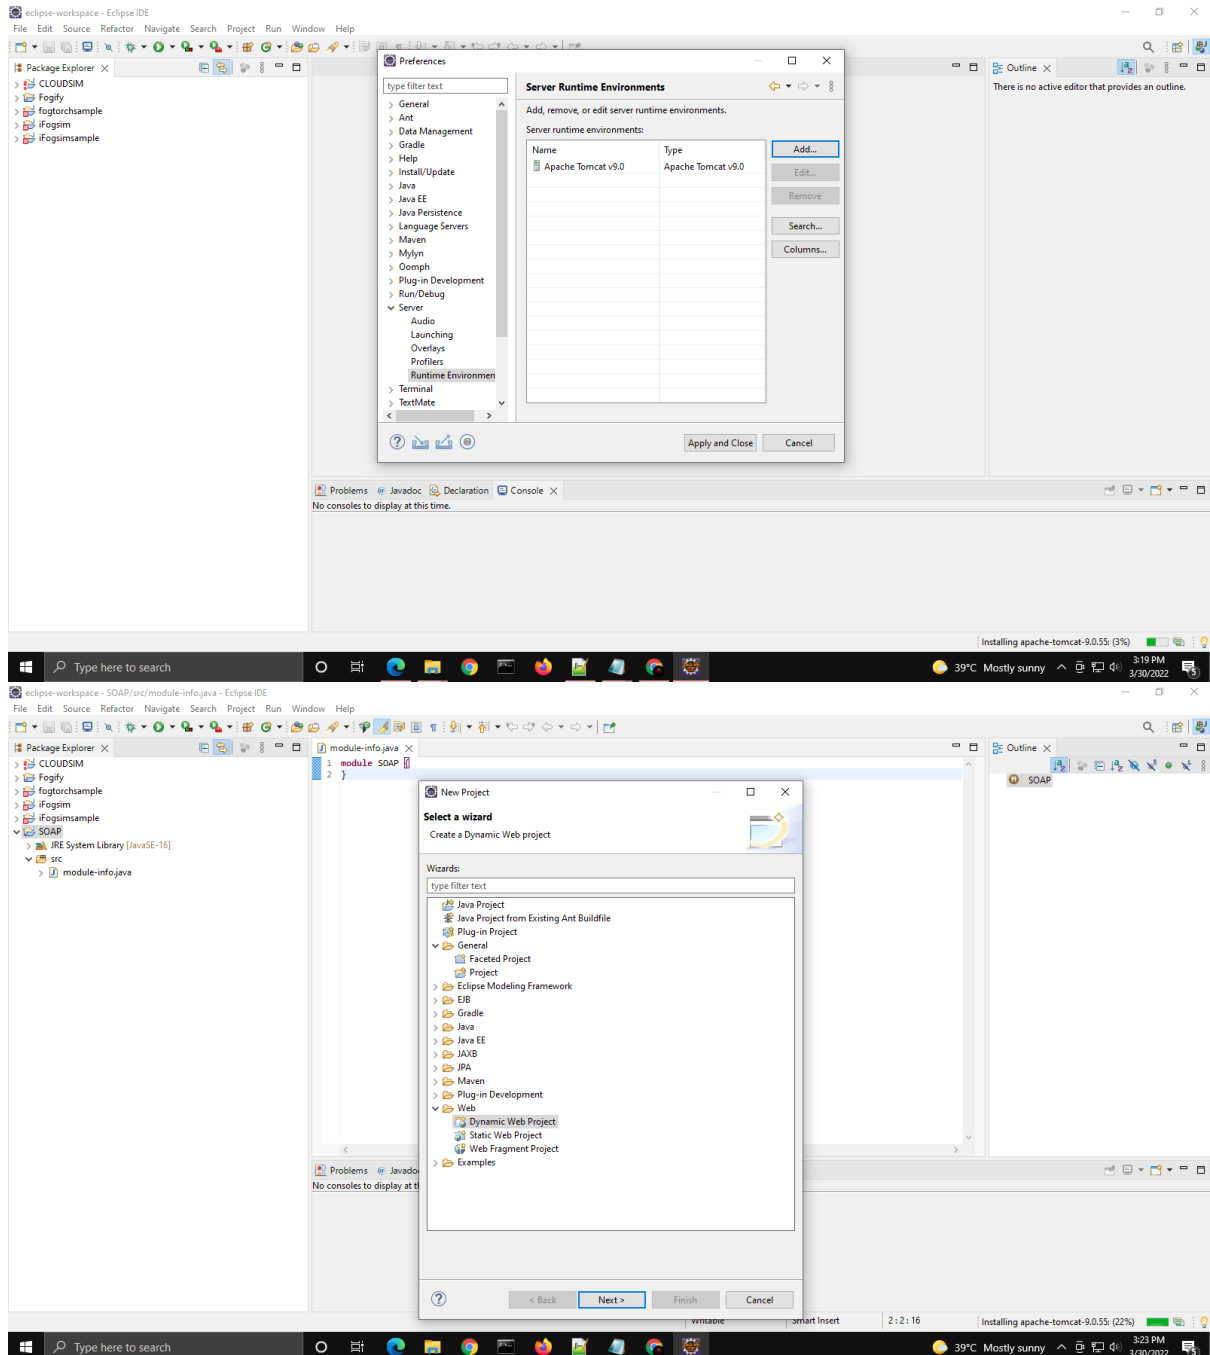 eclipse-workspace - Eclipse IDE
File Edit Source Refactor Navigate Search Project Run Window Help
Package Explorer
CLOUDSIM
Fogify
fogtorchsample
iFogsim
iFogsimsample
Preferences
type filter text
General
Ant
Data Management
Gradle
Help
Install/Update
Java
Java EE
Java Persistence
Language Servers
Maven
Mylyn
Oomph
Plug-in Development
Run/Debug
Server
Audio
Launching
Overlays
Profilers
Runtime Environmen
Terminal
TextMate
Server Runtime Environments
Add, remove, or edit server runtime environments.
Server runtime environments:
Name Type
Apache Tomcat v9.0 Apache Tomcat v9.0
Add...
Edit...
Remove
Search...
Columns...
Apply and Close Cancel
Outline
There is no active editor that provides an outline.
Problems Javadoc Declaration Console
No consoles to display at this time.
Installing apache-tomcat-9.0.55: (3%)
Type here to search
39°C Mostly sunny
3:19 PM
3/30/2022
5
eclipse-workspace - SOAP/src/module-info.java - Eclipse IDE
File Edit Source Refactor Navigate Search Project Run Window Help
Package Explorer
CLOUDSIM
Fogify
fogtorchsample
iFogsim
iFogsimsample
SOAP
JRE System Library [JavaSE-16]
src
module-info.java
module-info.java
1 module SOAP {
2 }
New Project
Select a wizard
Create a Dynamic Web project
Wizards:
type filter text
Java Project
Java Project from Existing Ant Buildfile
Plug-in Project
General
Faceted Project
Project
Eclipse Modeling Framework
EJB
Gradle
Java
Java EE
JAXB
JPA
Maven
Plug-in Development
Web
Dynamic Web Project
Static Web Project
Web Fragment Project
Examples
< Back Next > Finish Cancel
Outline
SOAP
Problems Javado
No consoles to display at t
Writable Smart Insert 2 : 2 : 16 Installing apache-tomcat-9.0.55: (22%)
Type here to search
39°C Mostly sunny
3:23 PM
3/30/2022